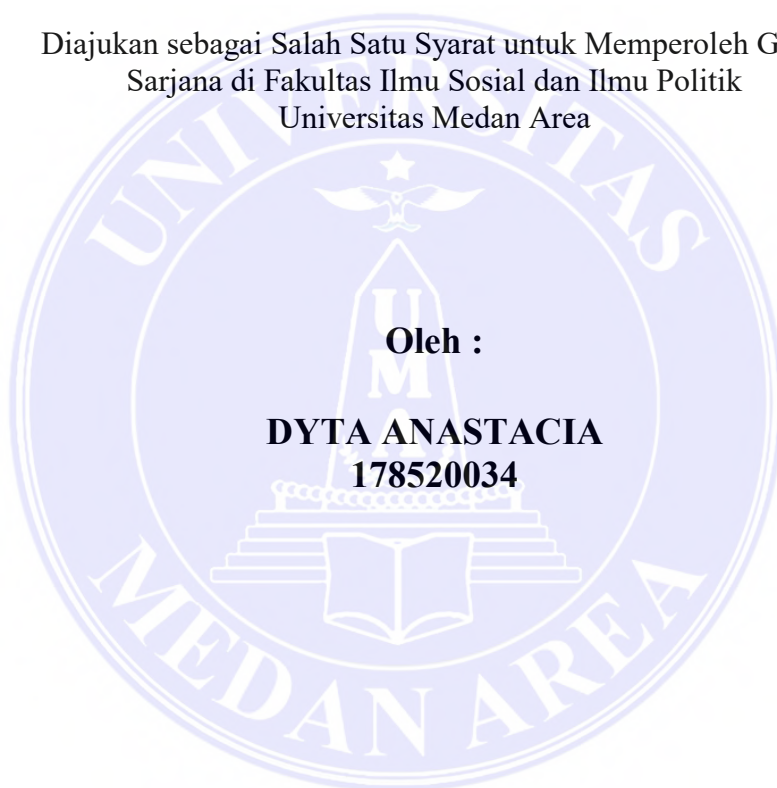 Diajukan sebagai Salah Satu Syarat untuk Memperoleh G
Sarjana di Fakultas Ilmu Sosial dan Ilmu Politik
Universitas Medan Area
UNIVERSITAS
UMA
Oleh :
DYTA ANASTACIA
178520034
MEDAN AREA